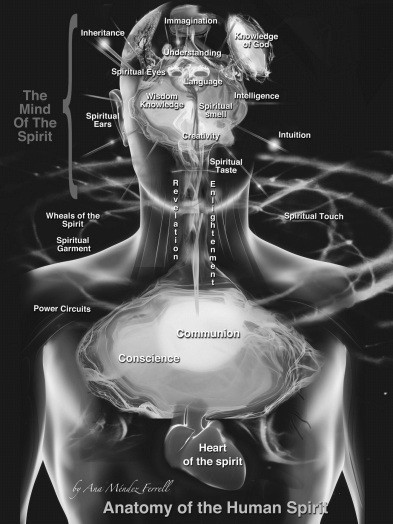 Immagination
Inheritance
Knowledge
of God
Understanding
Spiritual Eyes
Language
The
Mind
Of The
Spirit
Wisdom
Knowledge
Intelligence
Spiritual
smell
Spiritual
Ears
Creativity
Intuition
Spiritual
Taste
Revelation
Enlightenment
Wheals of the
Spirit
Spiritual Touch
Spiritual
Garment
Power Circuits
Communion
Conscience
Heart
of the spirit
by Ana Méndez Ferrell
Anatomy of the Human Spirit